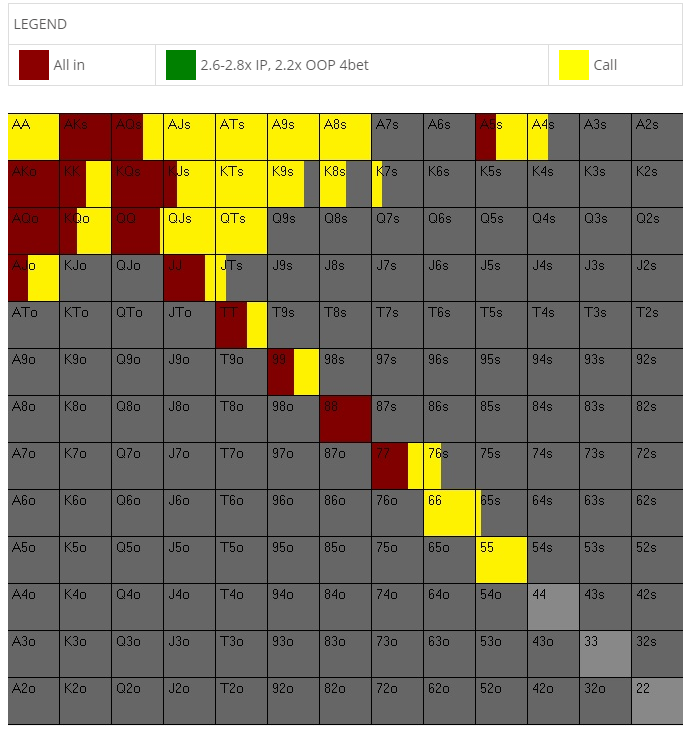 LEGEND
All in 2.6-2.8x IP, 2.2x OOP 4bet Call
AA AKs AQs AJs ATs A9s A8s A7s A6s A5s A4s A3s A2s
AKo KK KQs KJs KTs K9s K8s K7s K6s K5s K4s K3s K2s
AQo KQo QQ QJs QTs Q9s Q8s Q7s Q6s Q5s Q4s Q3s Q2s
AJo KJo QJo JJ JTs J9s J8s J7s J6s J5s J4s J3s J2s
ATo KTo QTo JTo TT T9s T8s T7s T6s T5s T4s T3s T2s
A9o K9o Q9o J9o T9o 99 98s 97s 96s 95s 94s 93s 92s
A8o K8o Q8o J8o T8o 98o 88 87s 86s 85s 84s 83s 82s
A7o K7o Q7o J7o T7o 97o 87o 77 76s 75s 74s 73s 72s
A6o K6o Q6o J6o T6o 96o 86o 76o 66 65s 64s 63s 62s
A5o K5o Q5o J5o T5o 95o 85o 75o 65o 55 54s 53s 52s
A4o K4o Q4o J4o T4o 94o 84o 74o 64o 54o 44 43s 42s
A3o K3o Q3o J3o T3o 93o 83o 73o 63o 53o 43o 33 32s
A2o K2o Q2o J2o T2o 92o 82o 72o 62o 52o 42o 32o 22